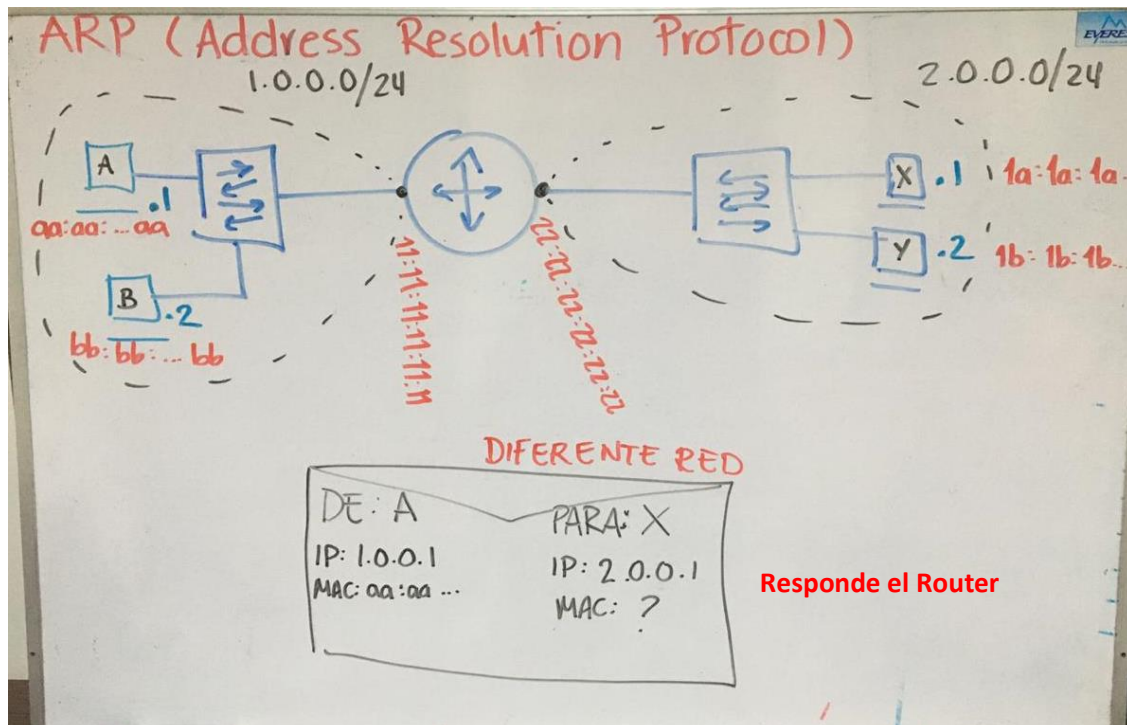 ARP (Address Resolution Protocol)
1.0.0.0/24
2.0.0.0/24
A
.1
aa:aa:...aa
B
.2
bb:bb:...bb
11:11:11:11:11:11
22:22:22:22:22:22
X .1 1a:1a:1a.
Y .2 1b:1b:1b...
DIFERENTE RED
DE: A
IP: 1.0.0.1
MAC: aa:aa ...
PARA: X
IP: 2.0.0.1
MAC: ?
Responde el Router